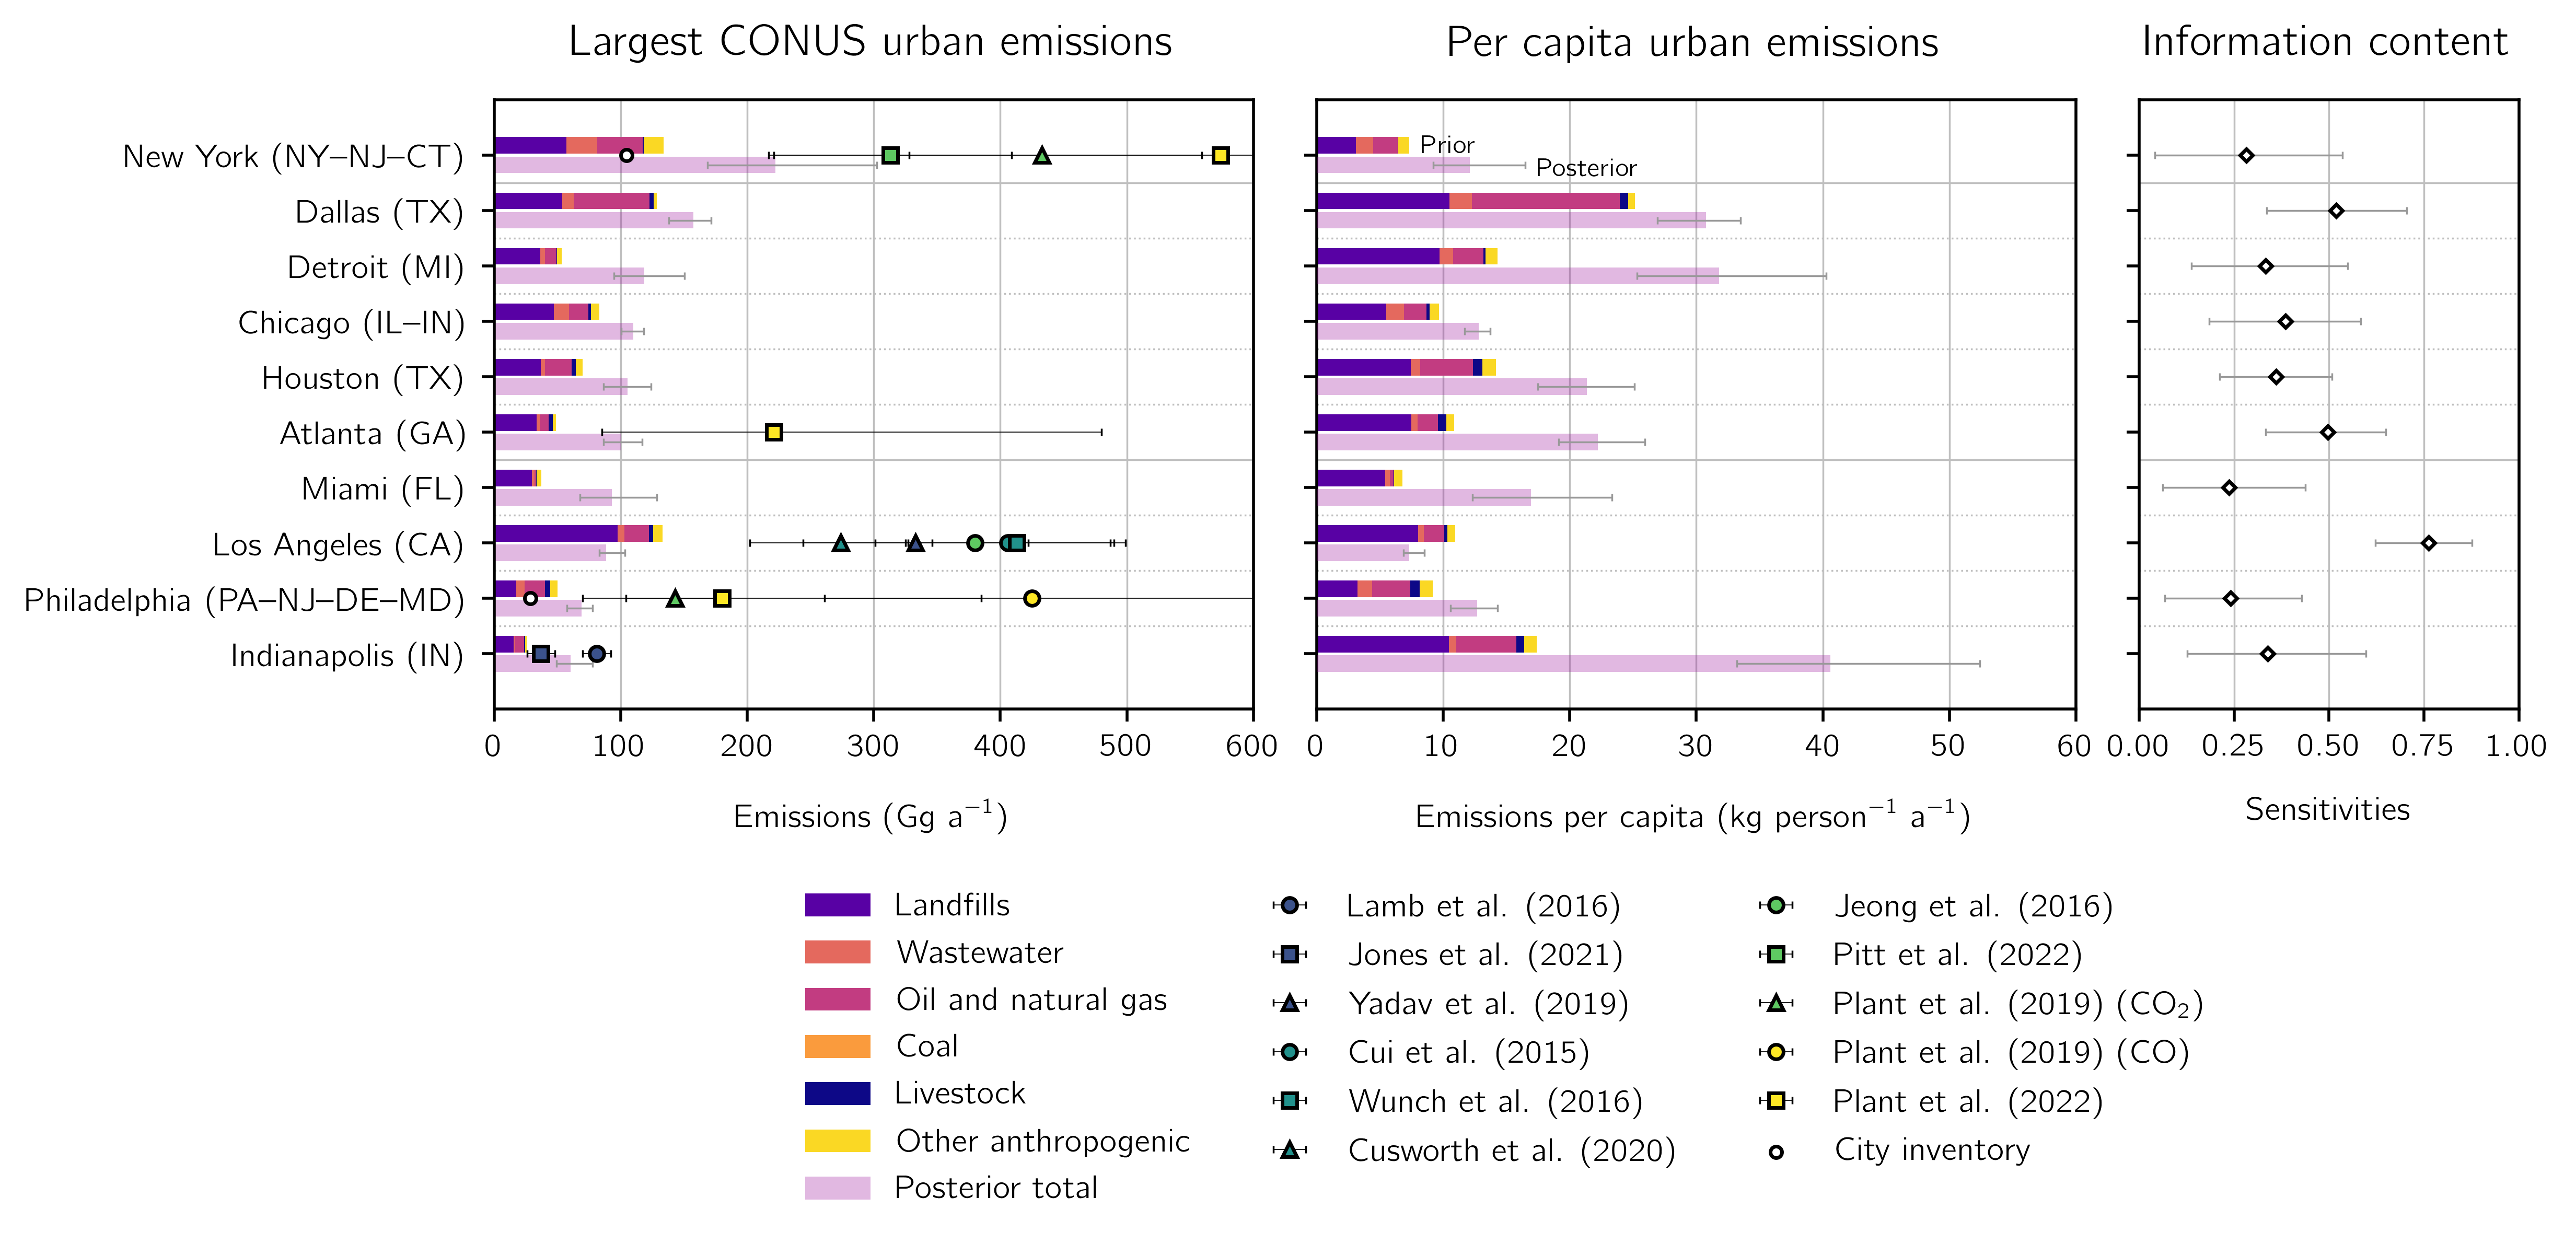 Largest CONUS urban emissions
Per capita urban emissions
Information content
New York (NY–NJ–CT)
Dallas (TX)
Detroit (MI)
Chicago (IL–IN)
Houston (TX)
Atlanta (GA)
Miami (FL)
Los Angeles (CA)
Philadelphia (PA–NJ–DE–MD)
Indianapolis (IN)
Prior
Posterior
0 100 200 300 400 500 600
0 10 20 30 40 50 60
0.00 0.25 0.50 0.75 1.00
Emissions (Gg a⁻¹)
Emissions per capita (kg person⁻¹ a⁻¹)
Sensitivities
Landfills
Wastewater
Oil and natural gas
Coal
Livestock
Other anthropogenic
Posterior total
Lamb et al. (2016)
Jones et al. (2021)
Yadav et al. (2019)
Cui et al. (2015)
Wunch et al. (2016)
Cusworth et al. (2020)
Jeong et al. (2016)
Pitt et al. (2022)
Plant et al. (2019) (CO₂)
Plant et al. (2019) (CO)
Plant et al. (2022)
City inventory